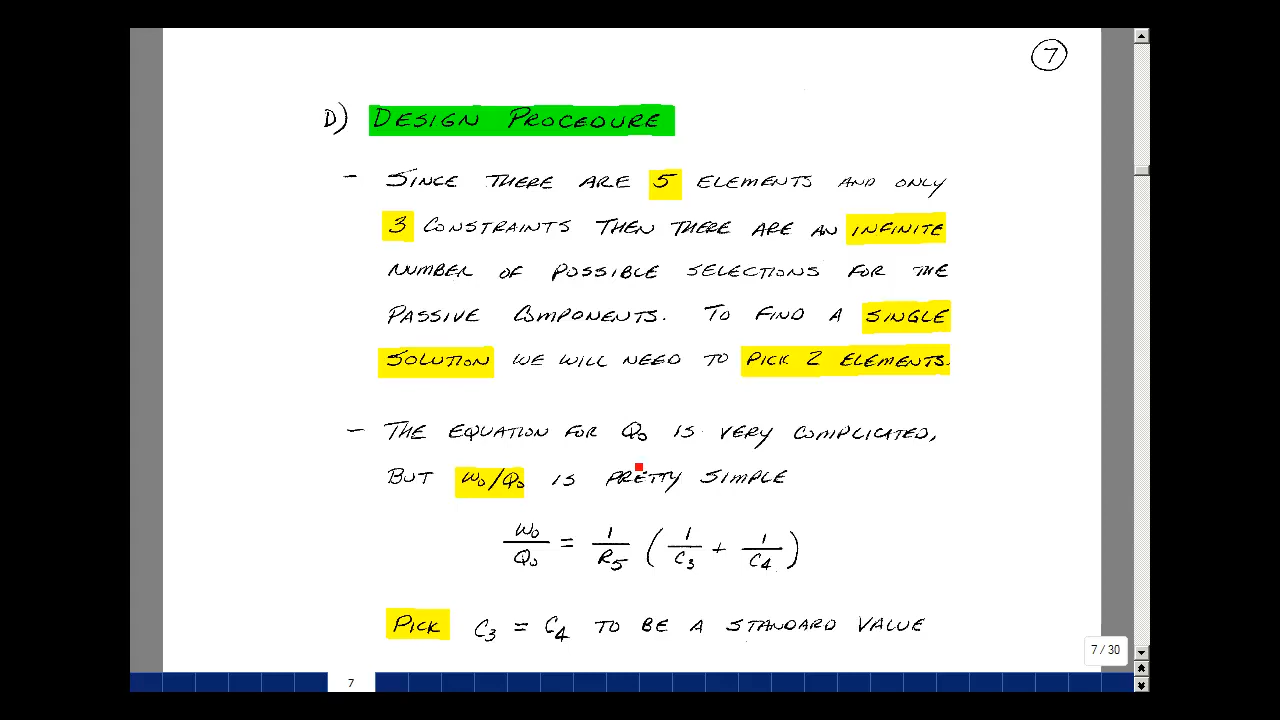 7
D) DESIGN PROCEDURE
- SINCE THERE ARE 5 ELEMENTS AND ONLY
3 CONSTRAINTS THEN THERE ARE AN INFINITE
NUMBER OF POSSIBLE SELECTIONS FOR THE
PASSIVE COMPONENTS. TO FIND A SINGLE
SOLUTION WE WILL NEED TO PICK 2 ELEMENTS.
- THE EQUATION FOR Q₀ IS VERY COMPLICATED,
BUT ω₀/Q₀ IS PRETTY SIMPLE
ω₀/Q₀ = 1/R₅ (1/C₃ + 1/C₄)
PICK C₃ = C₄ TO BE A STANDARD VALUE
7 / 30
7